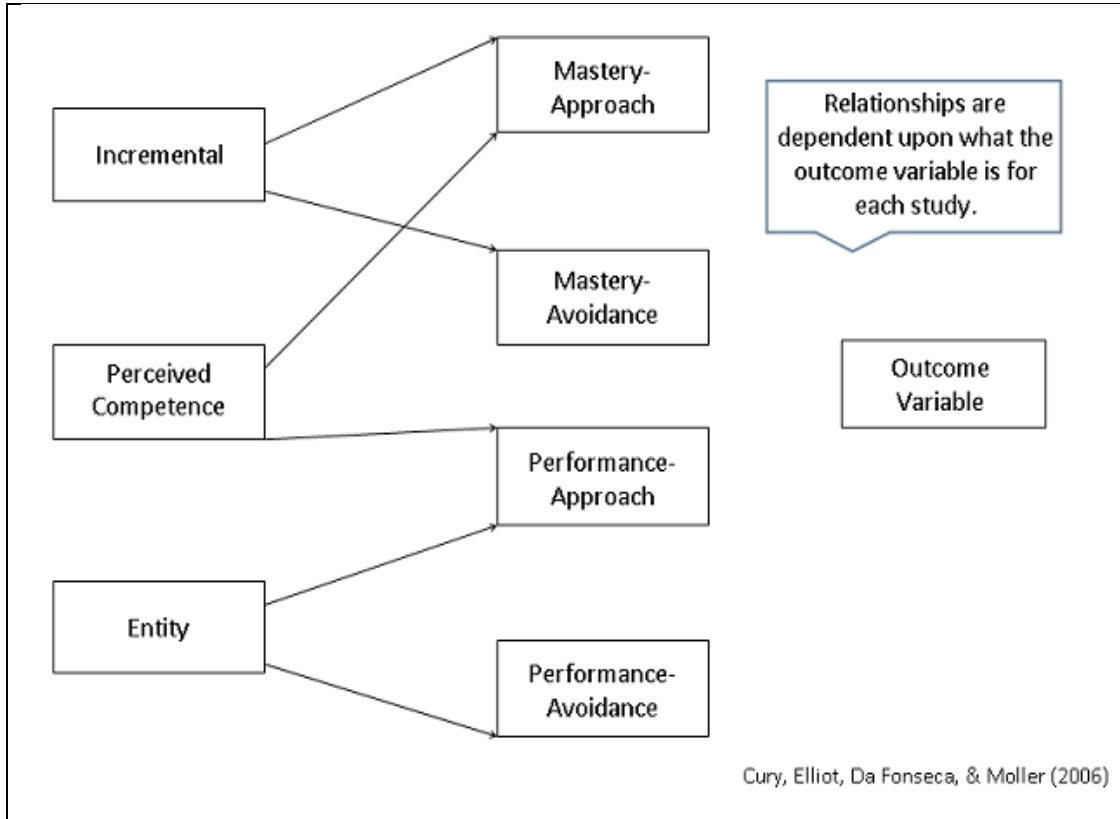 Mastery-
Approach
Relationships are
dependent upon what the
outcome variable is for
each study.
Incremental
Mastery-
Avoidance
Perceived
Competence
Outcome
Variable
Performance-
Approach
Entity
Performance-
Avoidance
Cury, Elliot, Da Fonseca, & Moller (2006)